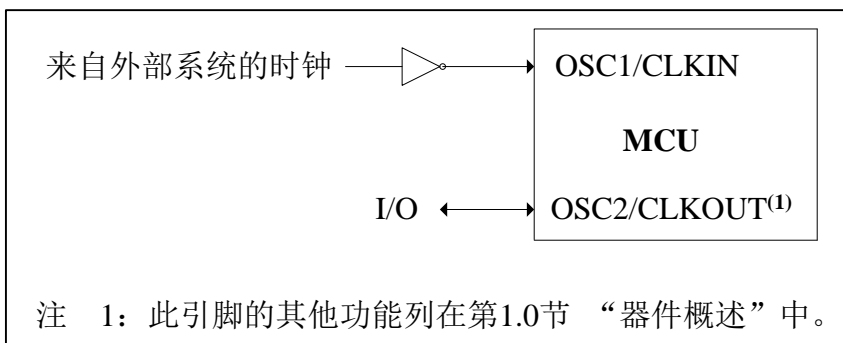 来自外部系统的时钟
OSC1/CLKIN
MCU
I/O
OSC2/CLKOUT(1)
注 1：此引脚的其他功能列在第1.0节 “器件概述”中。